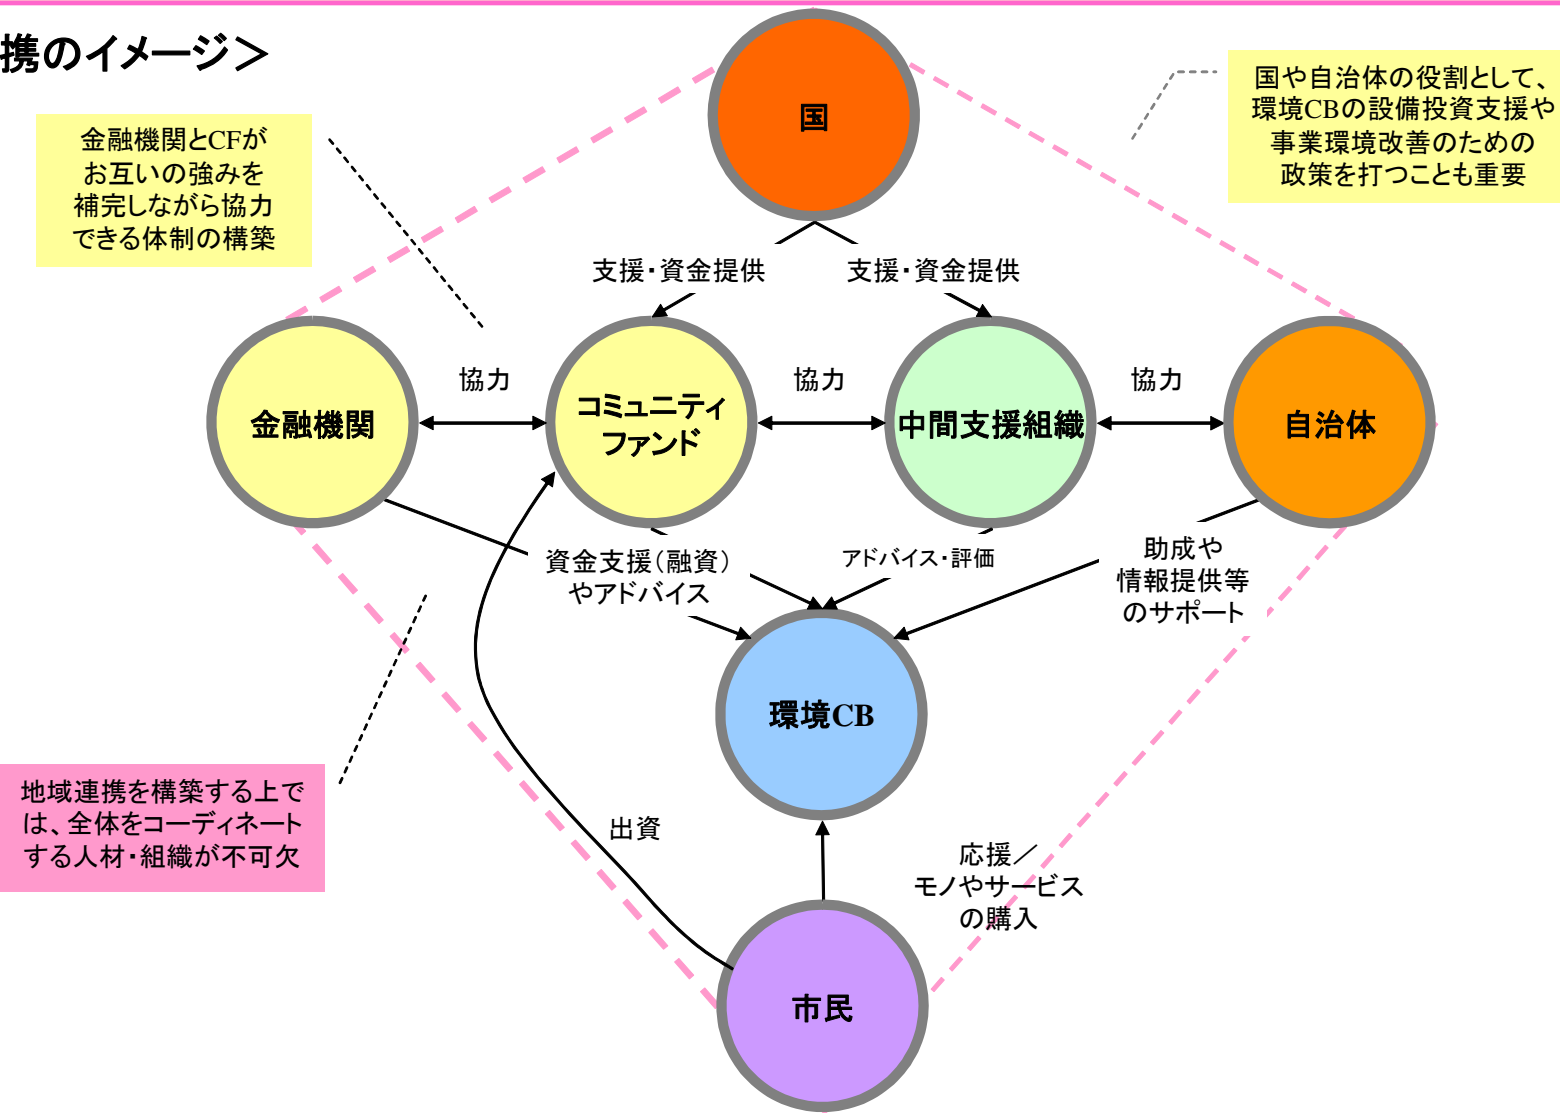 携のイメージ＞
国
国や自治体の役割として、
環境CBの設備投資支援や
事業環境改善のための
政策を打つことも重要
金融機関とCFが
お互いの強みを
補完しながら協力
できる体制の構築
支援・資金提供
支援・資金提供
金融機関
協力
コミュニティ
ファンド
協力
中間支援組織
協力
自治体
資金支援（融資）
やアドバイス
アドバイス・評価
助成や
情報提供等
のサポート
環境CB
地域連携を構築する上で
は、全体をコーディネート
する人材・組織が不可欠
出資
応援／
モノやサービス
の購入
市民